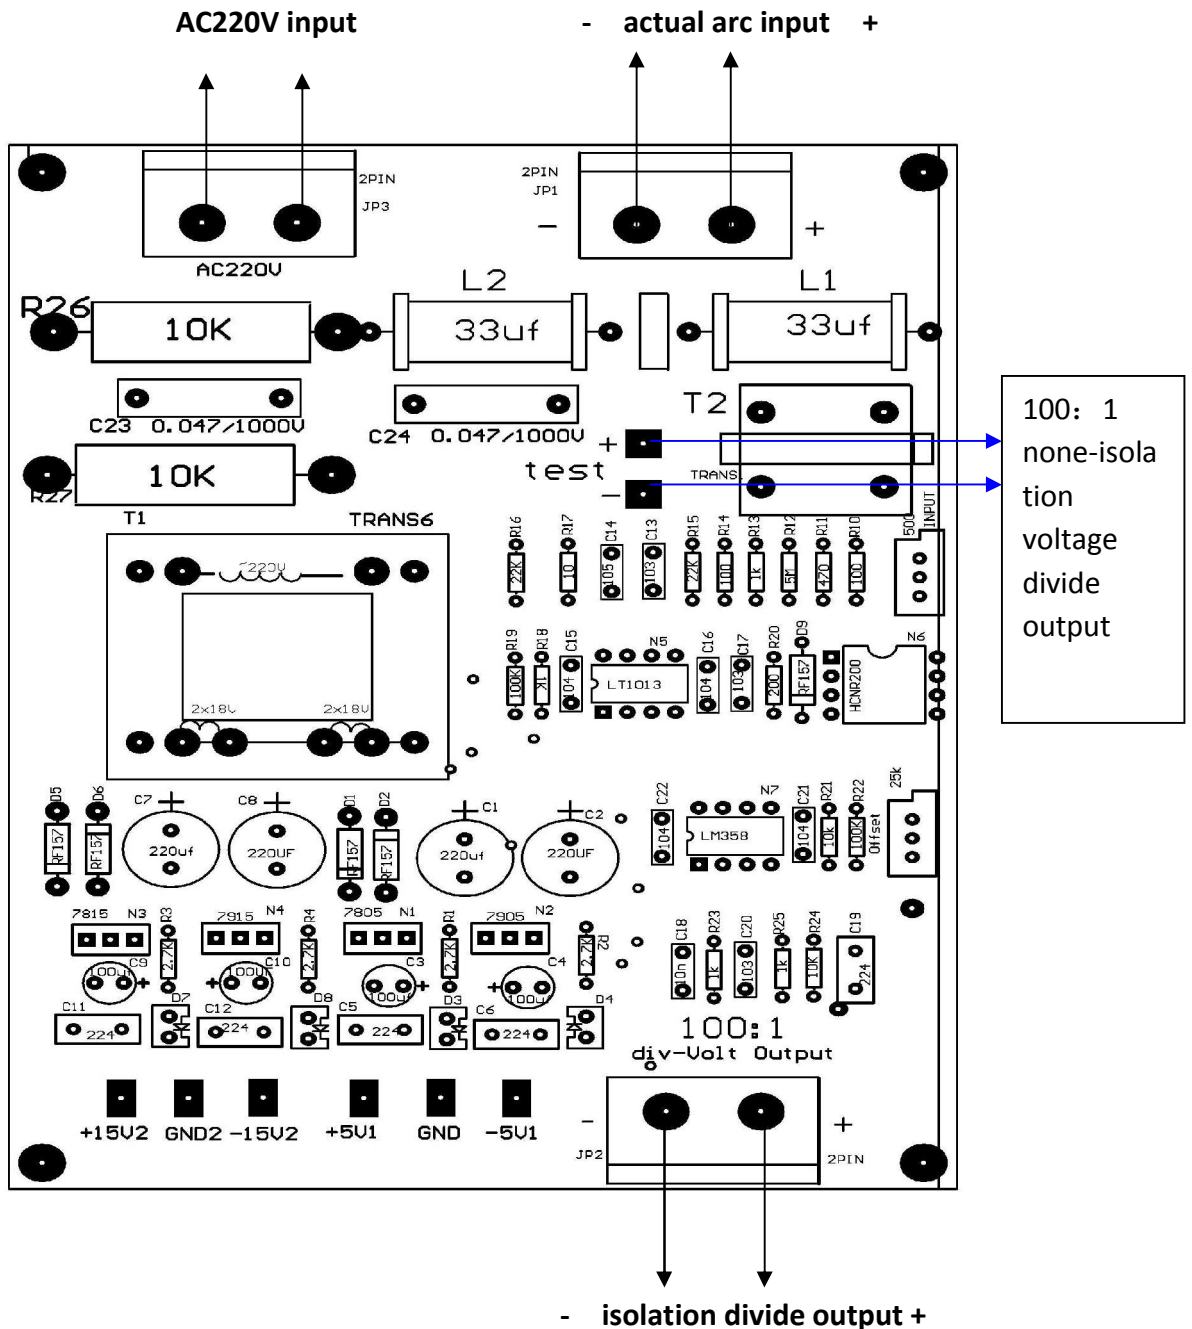 AC220V input
- actual arc input +
2PIN
JP3
2PIN
JP1
-
+
AC220V
R26
10K
L2
33uf
L1
33uf
C23 0.047/1000V
C24 0.047/1000V
T2
TRANS
+
test
-
100：1
none-isola
tion
voltage
divide
output
R27
10K
T1
TRANS6
2x18V
2x18V
R16
22K
R17
10
C14
105
C13
103
R15
22K
R14
100
R13
1k
R12
5M
R11
470
R10
100
500
INPUT
R19
100K
R18
1K
C15
104
N5
LT1013
C16
104
C17
103
R20
200
D9
RF157
N6
HCNR200
D5
RF157
D6
RF157
C7
220uf
C8
220UF
D1
RF157
D2
RF157
C1
220uf
C2
220UF
C22
104
N7
LM358
C21
104
R21
10k
R22
100K
Offset
25k
7815 N3
R3
2.7K
7915 N4
R4
2.7K
7805 N1
R1
2.7K
7905 N2
R2
2.7K
C9
100uf
+
C10
100UF
+
C3
100uf
+
C4
100uf
+
C11
224
D7
C12
224
D8
C5
224
D3
C6
224
D4
C18
10n
R23
1k
C20
103
R25
1k
R24
10K
C19
224
100:1
div-Volt Output
+15V2 GND2 -15V2 +5V1 GND -5V1
-
+
JP2
2PIN
- isolation divide output +